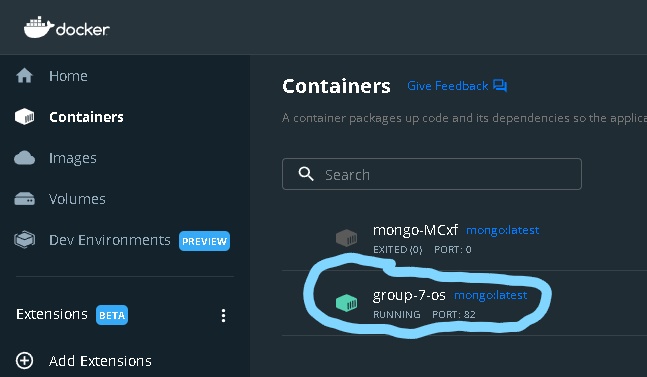 docker
Home
Containers
Images
Volumes
Dev Environments PREVIEW
Extensions BETA
Add Extensions
Containers Give Feedback
A container packages up code and its dependencies so the
Search
mongo-MCxf mongo:latest
EXITED (0) PORT: 0
group-7-os mongo:latest
RUNNING PORT: 82